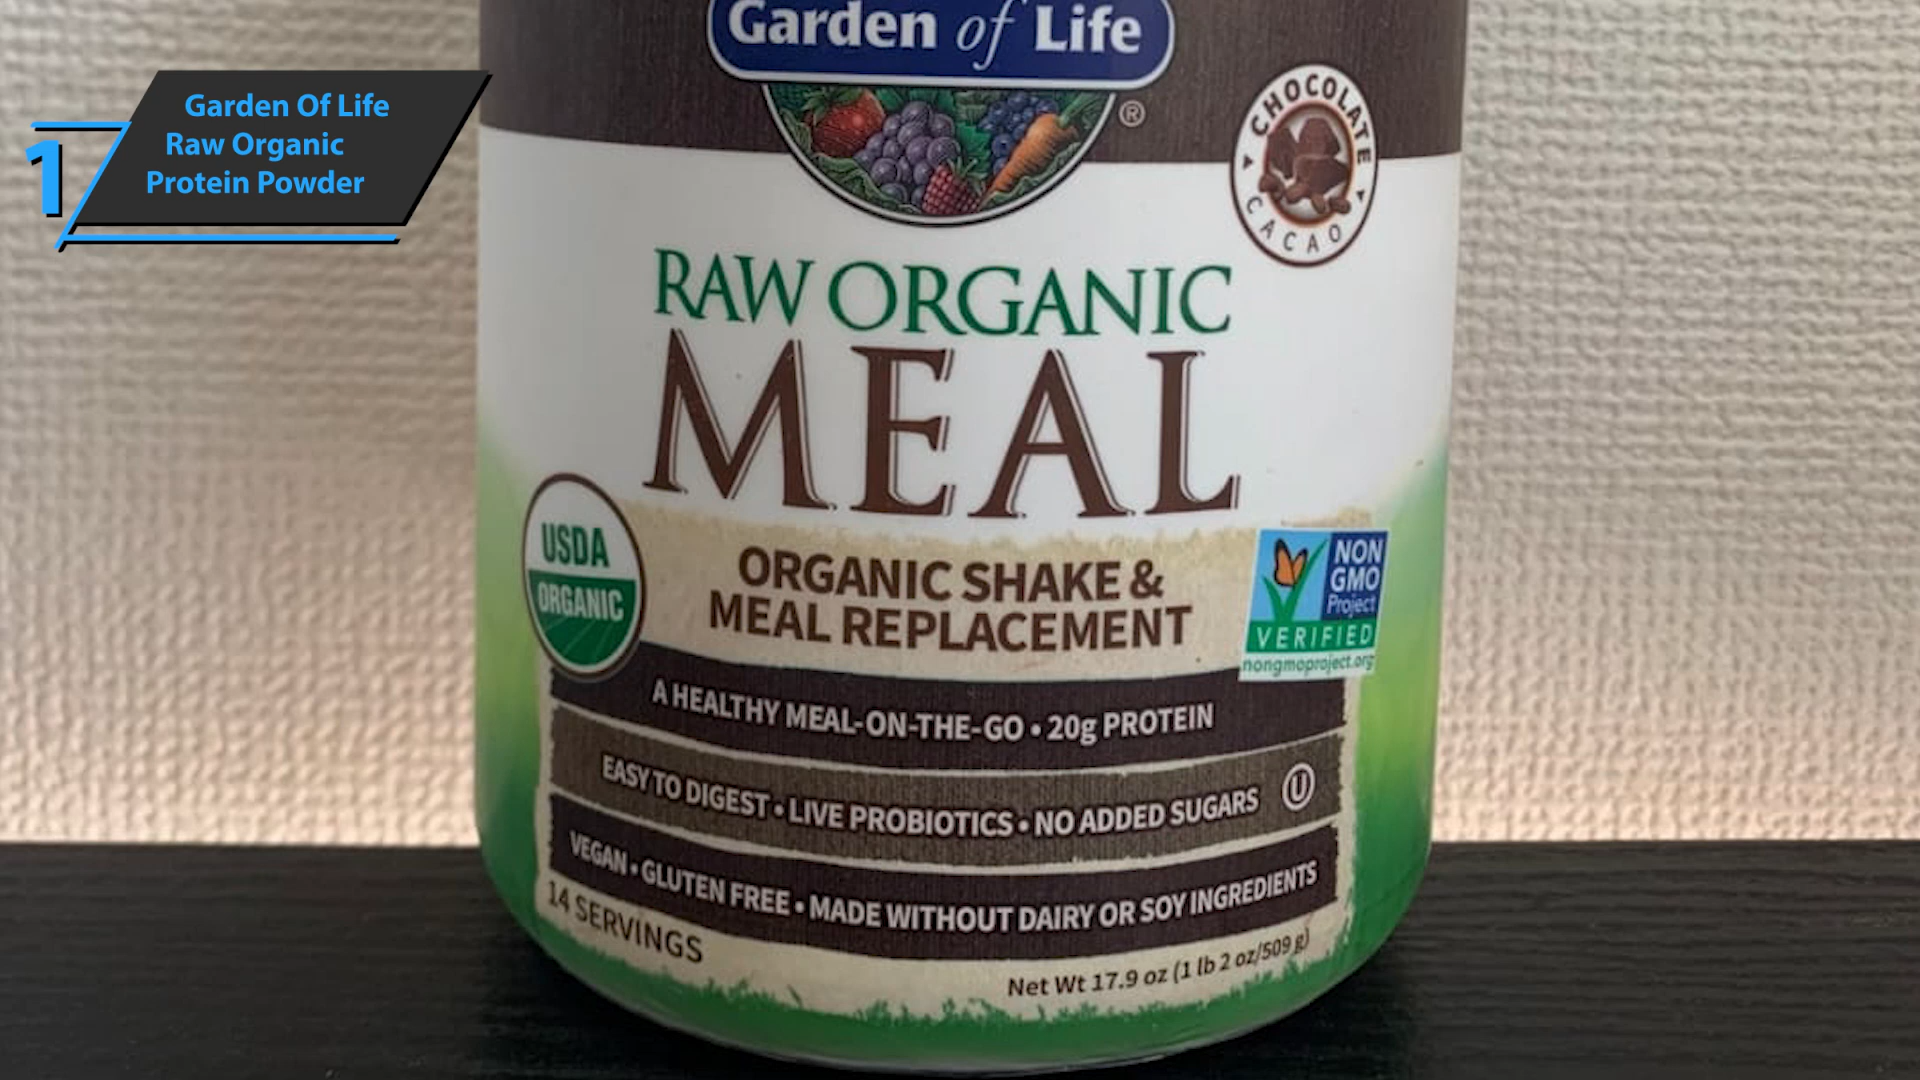 1
Garden Of Life
Raw Organic
Protein Powder
Garden of Life
®
CHOCOLATE
CACAO
RAW ORGANIC
MEAL
USDA
ORGANIC
ORGANIC SHAKE &
MEAL REPLACEMENT
NON
GMO
Project
VERIFIED
nongmoproject.org
A HEALTHY MEAL-ON-THE-GO • 20g PROTEIN
EASY TO DIGEST • LIVE PROBIOTICS • NO ADDED SUGARS U
VEGAN • GLUTEN FREE • MADE WITHOUT DAIRY OR SOY INGREDIENTS
14 SERVINGS
Net Wt 17.9 oz (1 lb 2 oz/509 g)